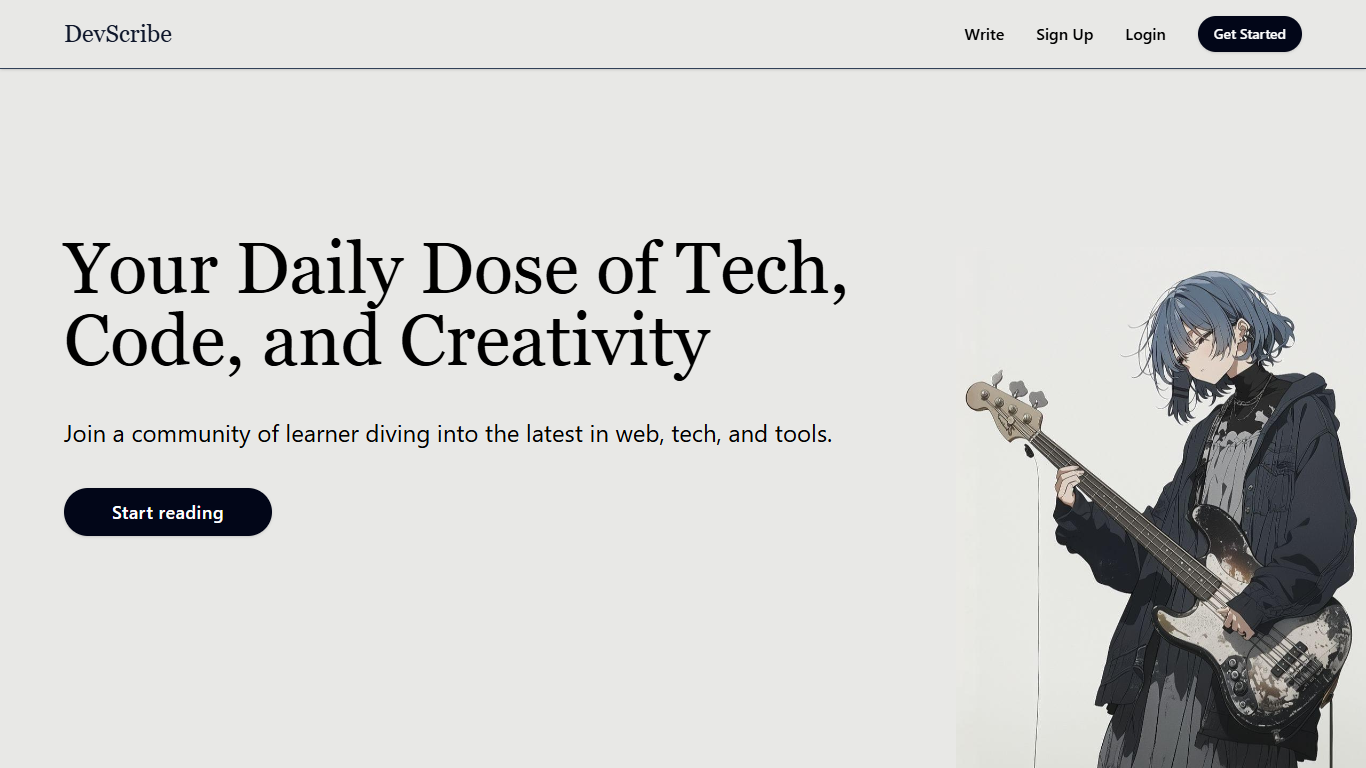 DevScribe
Write
Sign Up
Login
Get Started
Your Daily Dose of Tech,
Code, and Creativity
Join a community of learner diving into the latest in web, tech, and tools.
Start reading